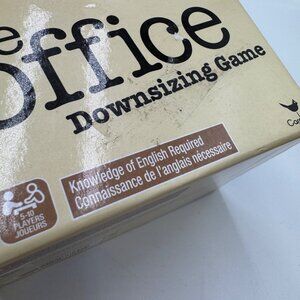 e
Office
Downsizing Game
Knowledge of English Required
Connaissance de l'anglais nécessaire
5-10
PLAYERS
JOUEURS